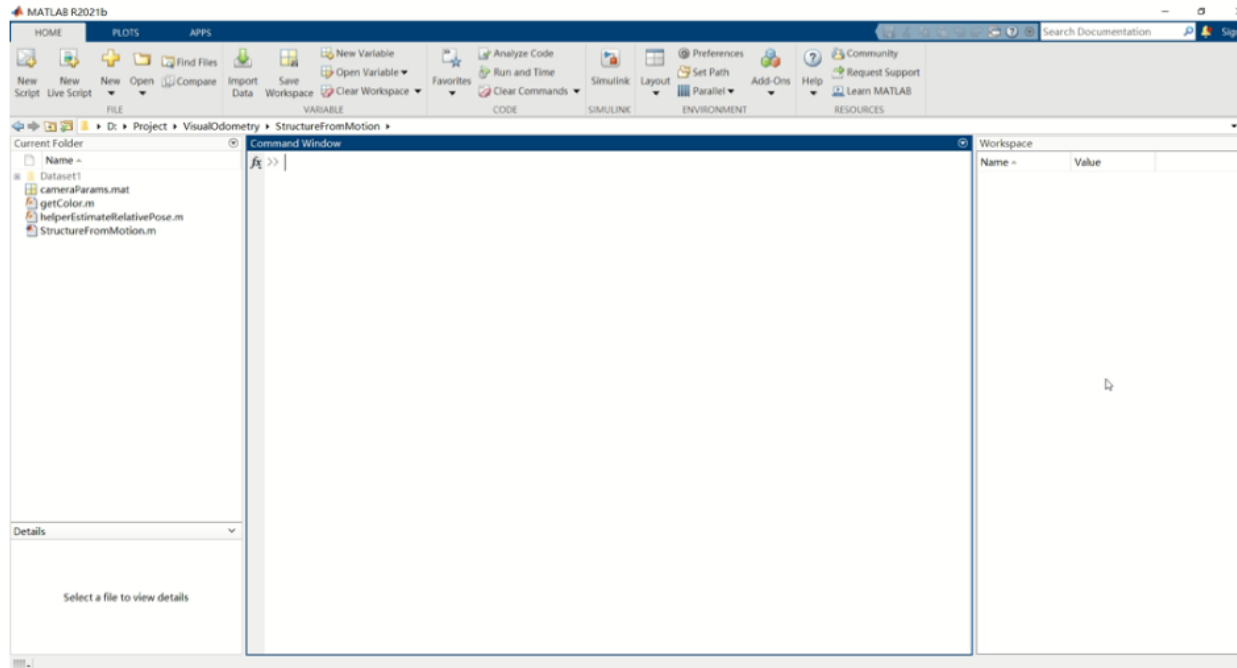 MATLAB R2021b
HOME PLOTS APPS
Search Documentation
New Script
New Live Script
New
Open
Find Files
Compare
FILE
Import Data
Save Workspace
New Variable
Open Variable
Clear Workspace
VARIABLE
Favorites
Analyze Code
Run and Time
Clear Commands
CODE
Simulink
SIMULINK
Layout
Preferences
Set Path
Parallel
Add-Ons
ENVIRONMENT
Help
Community
Request Support
Learn MATLAB
RESOURCES
D: Project VisualOdometry StructureFromMotion
Current Folder
Name
Dataset1
cameraParams.mat
getColor.m
helperEstimateRelativePose.m
StructureFromMotion.m
Details
Select a file to view details
Command Window
fx >>
Workspace
Name Value